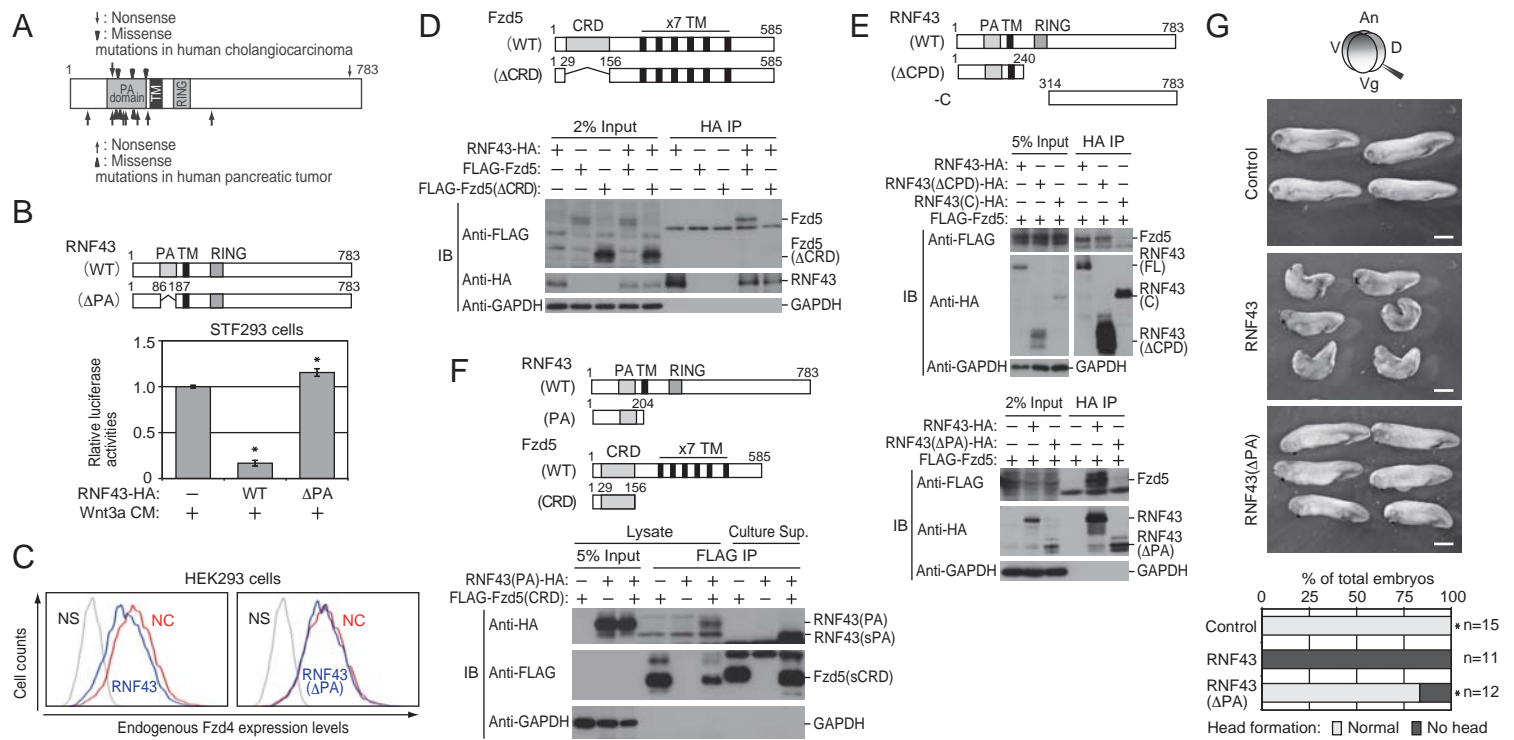 A
: Nonsense
: Missense
mutations in human cholangiocarcinoma
1
783
PA
domain
TM
RING
: Nonsense
: Missense
mutations in human pancreatic tumor
B
RNF43
1 PA TM RING 783
(WT)
86 187 783
(ΔPA)
STF293 cells
1.5
1.0
0.5
0
Rlative luciferase
activities
*
*
RNF43-HA: – WT ΔPA
Wnt3a CM: + + +
C
HEK293 cells
Cell counts
NS
NC
RNF43
NS
NC
RNF43
(ΔPA)
Endogenous Fzd4 expression levels
D
Fzd5
1 CRD x7 TM 585
(WT)
1 29 156 585
(ΔCRD)
2% Input HA IP
RNF43-HA: + – – + + + – – + +
FLAG-Fzd5: – + – + – – + – + –
FLAG-Fzd5(ΔCRD): – – + – + – – + – +
IB
Anti-FLAG
Fzd5
Fzd5
(ΔCRD)
Anti-HA
RNF43
Anti-GAPDH
GAPDH
F
RNF43
1 PA TM RING 783
(WT)
1 204
(PA)
Fzd5
1 CRD x7 TM 585
(WT)
1 29 156
(CRD)
Lysate Culture Sup.
5% Input FLAG IP
RNF43(PA)-HA: – + + – + + – + +
FLAG-Fzd5(CRD): + – + + – + + – +
IB
Anti-HA
RNF43(PA)
RNF43(sPA)
Anti-FLAG
Fzd5(sCRD)
Anti-GAPDH
GAPDH
E
RNF43
1 PA TM RING 783
(WT)
1 240
(ΔCPD)
314 783
-C
5% Input HA IP
RNF43-HA: + – – + – –
RNF43(ΔCPD)-HA: – + – – + –
RNF43(C)-HA: – – + – – +
FLAG-Fzd5: + + + + + +
IB
Anti-FLAG
Fzd5
RNF43
(FL)
Anti-HA
RNF43
(C)
RNF43
(ΔCPD)
Anti-GAPDH
GAPDH
2% Input HA IP
RNF43-HA: – + – – + –
RNF43(ΔPA)-HA: – – + – – +
FLAG-Fzd5: + + + + + +
IB
Anti-FLAG
Fzd5
Anti-HA
RNF43
RNF43
(ΔPA)
Anti-GAPDH
GAPDH
G
An
V D
Vg
Control
RNF43
RNF43(ΔPA)
% of total embryos
0 25 50 75 100
Control * n=15
RNF43 n=11
RNF43
(ΔPA) * n=12
Head formation: Normal No head